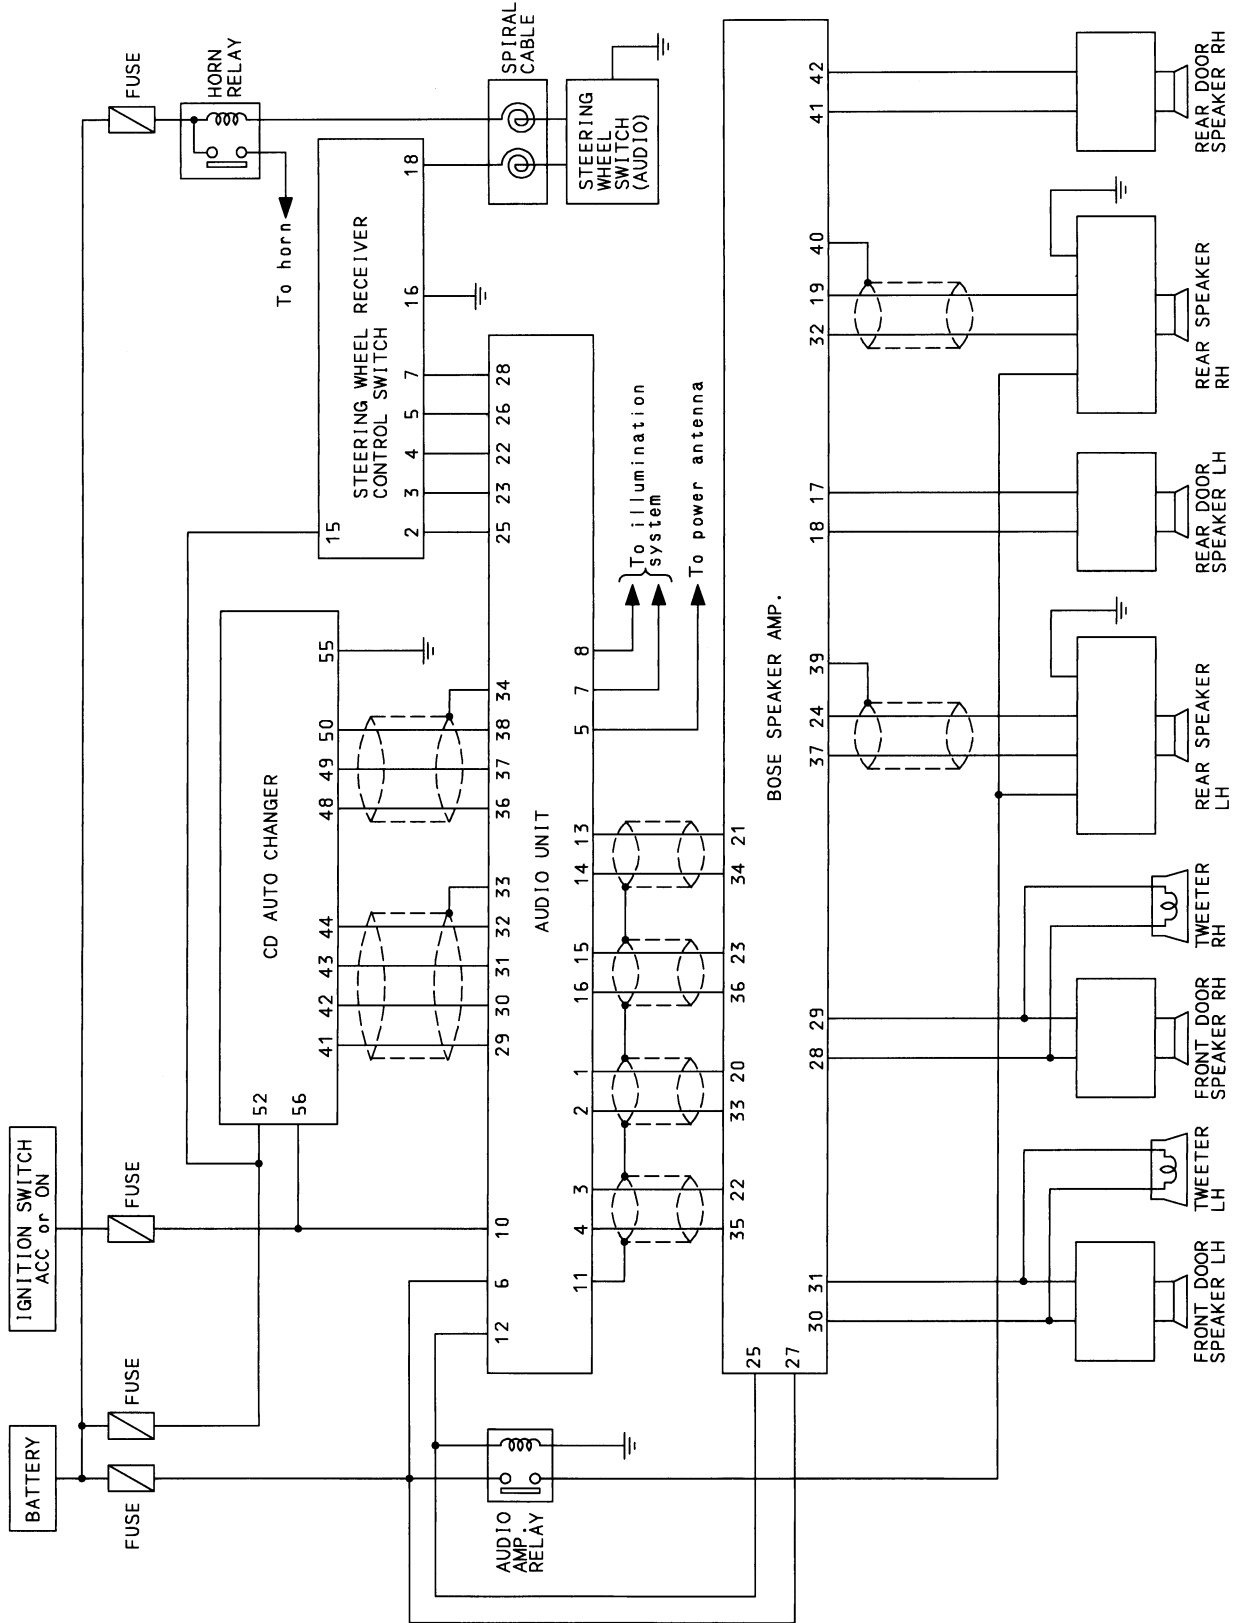 BATTERY
IGNITION SWITCH
ACC or ON
FUSE
FUSE
FUSE
FUSE
HORN
RELAY
To horn
52
56
CD AUTO CHANGER
41
42
43
44
48
49
50
55
15
STEERING WHEEL RECEIVER
CONTROL SWITCH
2
3
4
5
7
16
18
SPIRAL
CABLE
STEERING
WHEEL
SWITCH
(AUDIO)
AUDIO
AMP.
RELAY
12
6
10
29
30
31
32
33
36
37
38
34
25
23
22
26
28
AUDIO UNIT
11
4
3
2
1
16
15
14
13
5
7
8
To illumination
system
To power antenna
25
27
35
22
33
20
36
23
34
21
BOSE SPEAKER AMP.
30
31
28
29
37
24
39
18
17
32
19
40
41
42
FRONT DOOR
SPEAKER LH
TWEETER
LH
FRONT DOOR
SPEAKER RH
TWEETER
RH
REAR SPEAKER
LH
REAR DOOR
SPEAKER LH
REAR SPEAKER
RH
REAR DOOR
SPEAKER RH